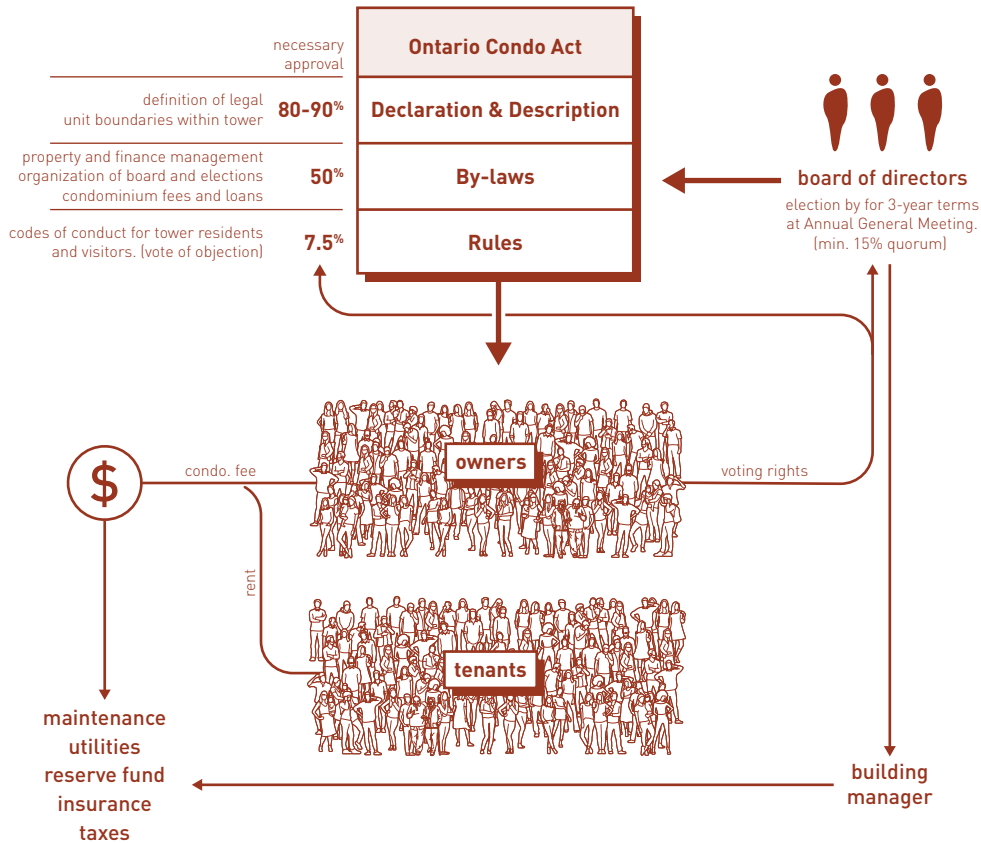 necessary
approval
Ontario Condo Act
definition of legal
unit boundaries within tower
80-90%
Declaration & Description
property and finance management
organization of board and elections
condominium fees and loans
50%
By-laws
codes of conduct for tower residents
and visitors. (vote of objection)
7.5%
Rules
board of directors
election by for 3-year terms
at Annual General Meeting.
(min. 15% quorum)
$
condo. fee
owners
voting rights
rent
tenants
maintenance
utilities
reserve fund
insurance
taxes
building
manager